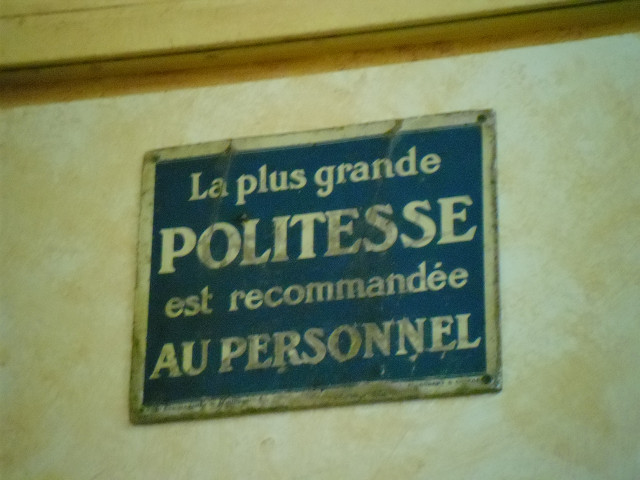 La plus grande
POLITESSE
est recommandée
AU PERSONNEL